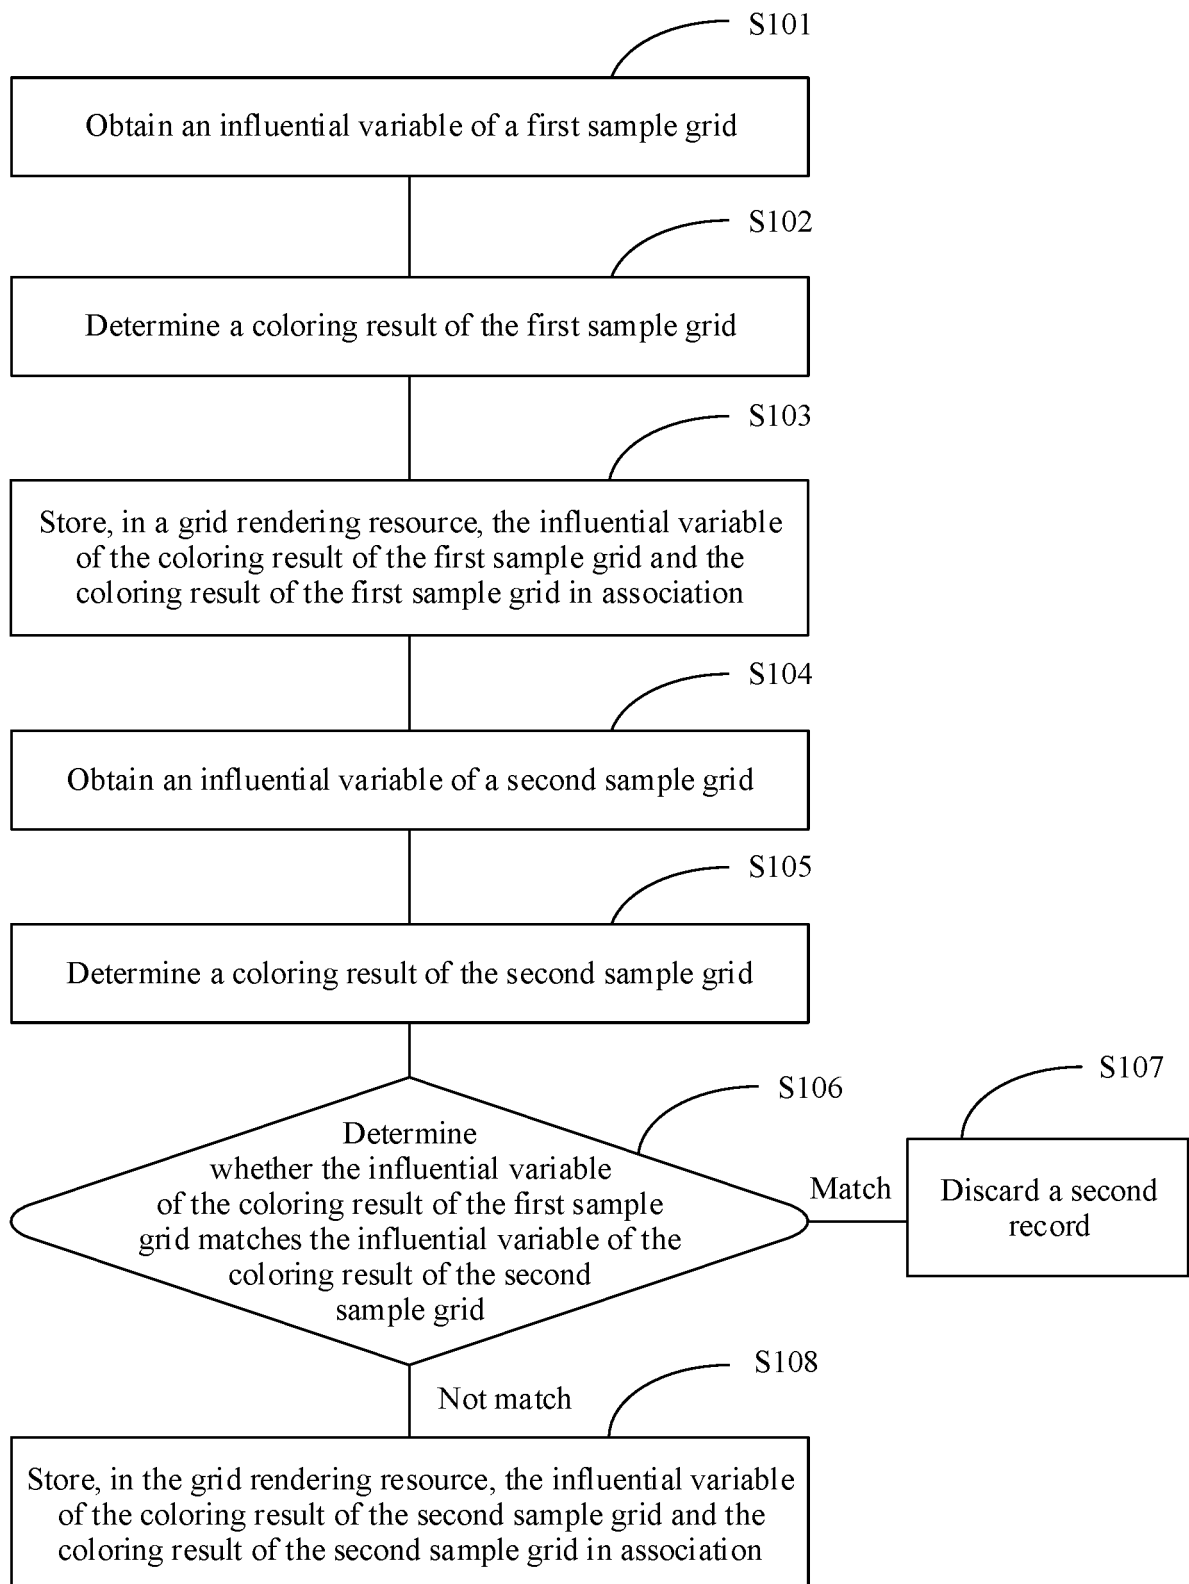 S101
Obtain an influential variable of a first sample grid
S102
Determine a coloring result of the first sample grid
S103
Store, in a grid rendering resource, the influential variable
of the coloring result of the first sample grid and the
coloring result of the first sample grid in association
S104
Obtain an influential variable of a second sample grid
S105
Determine a coloring result of the second sample grid
S106
Determine
whether the influential variable
of the coloring result of the first sample
grid matches the influential variable of the
coloring result of the second
sample grid
Match
S107
Discard a second
record
Not match
S108
Store, in the grid rendering resource, the influential variable
of the coloring result of the second sample grid and the
coloring result of the second sample grid in association